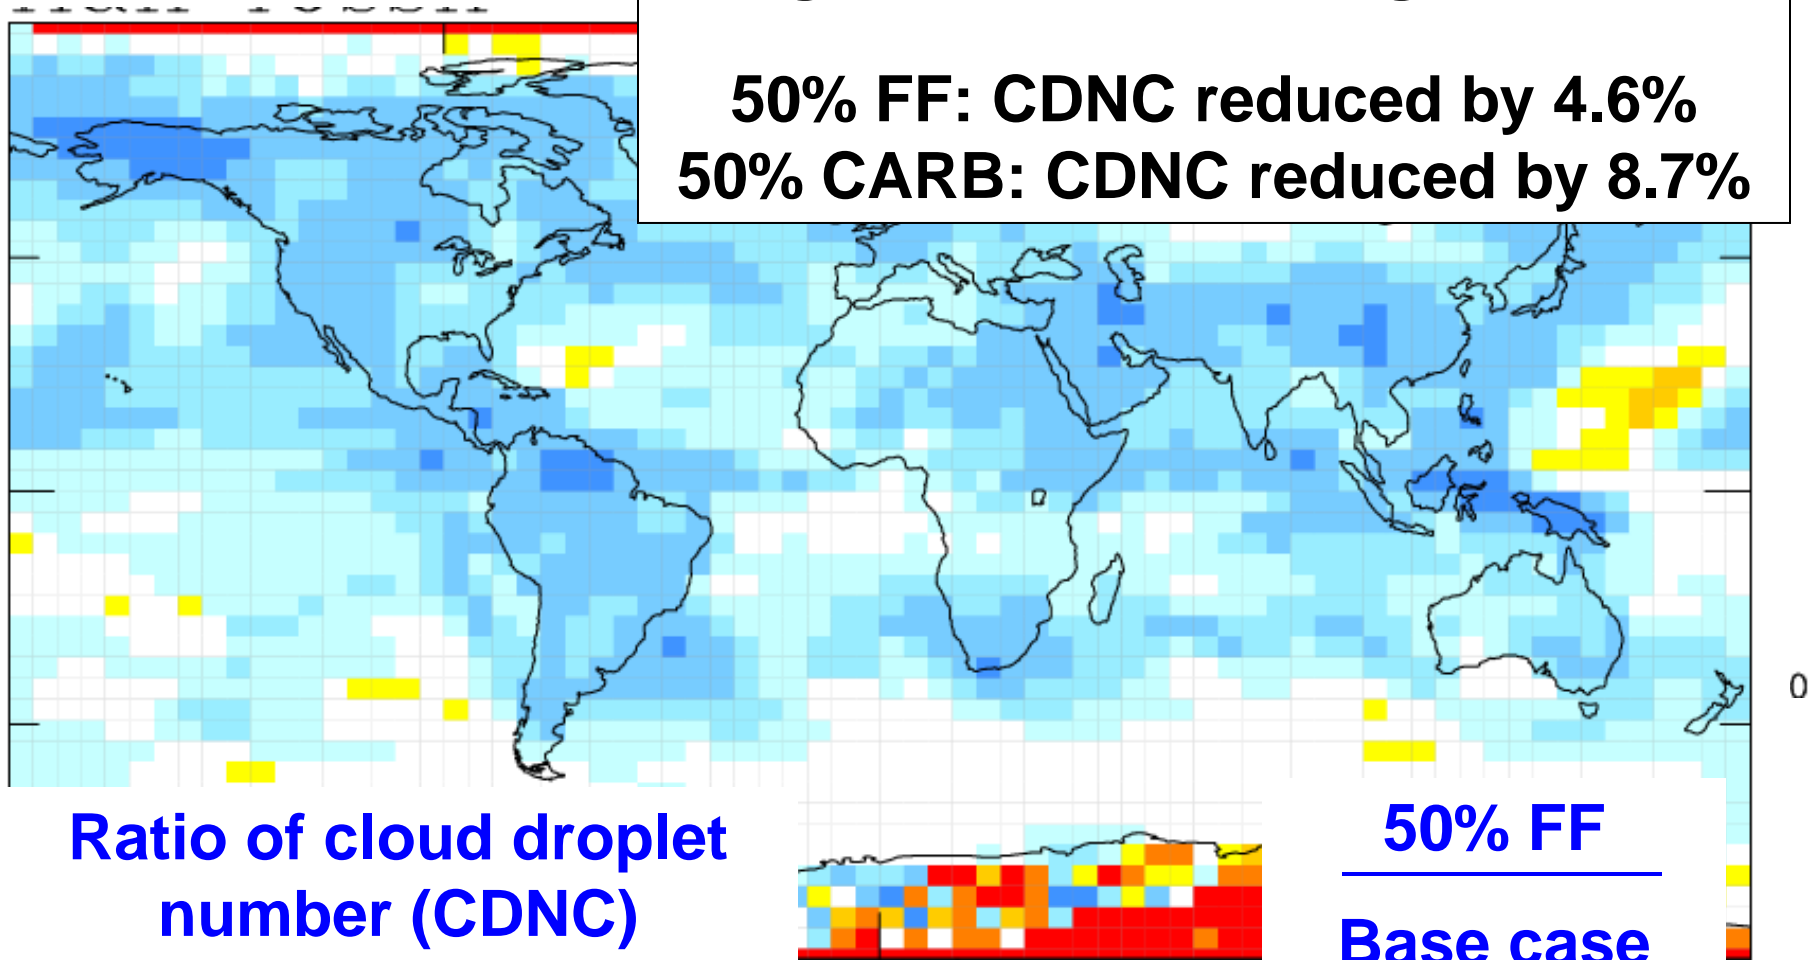 50% FF: CDNC reduced by 4.6%
50% CARB: CDNC reduced by 8.7%
0
Ratio of cloud droplet
number (CDNC)
50% FF
Base case